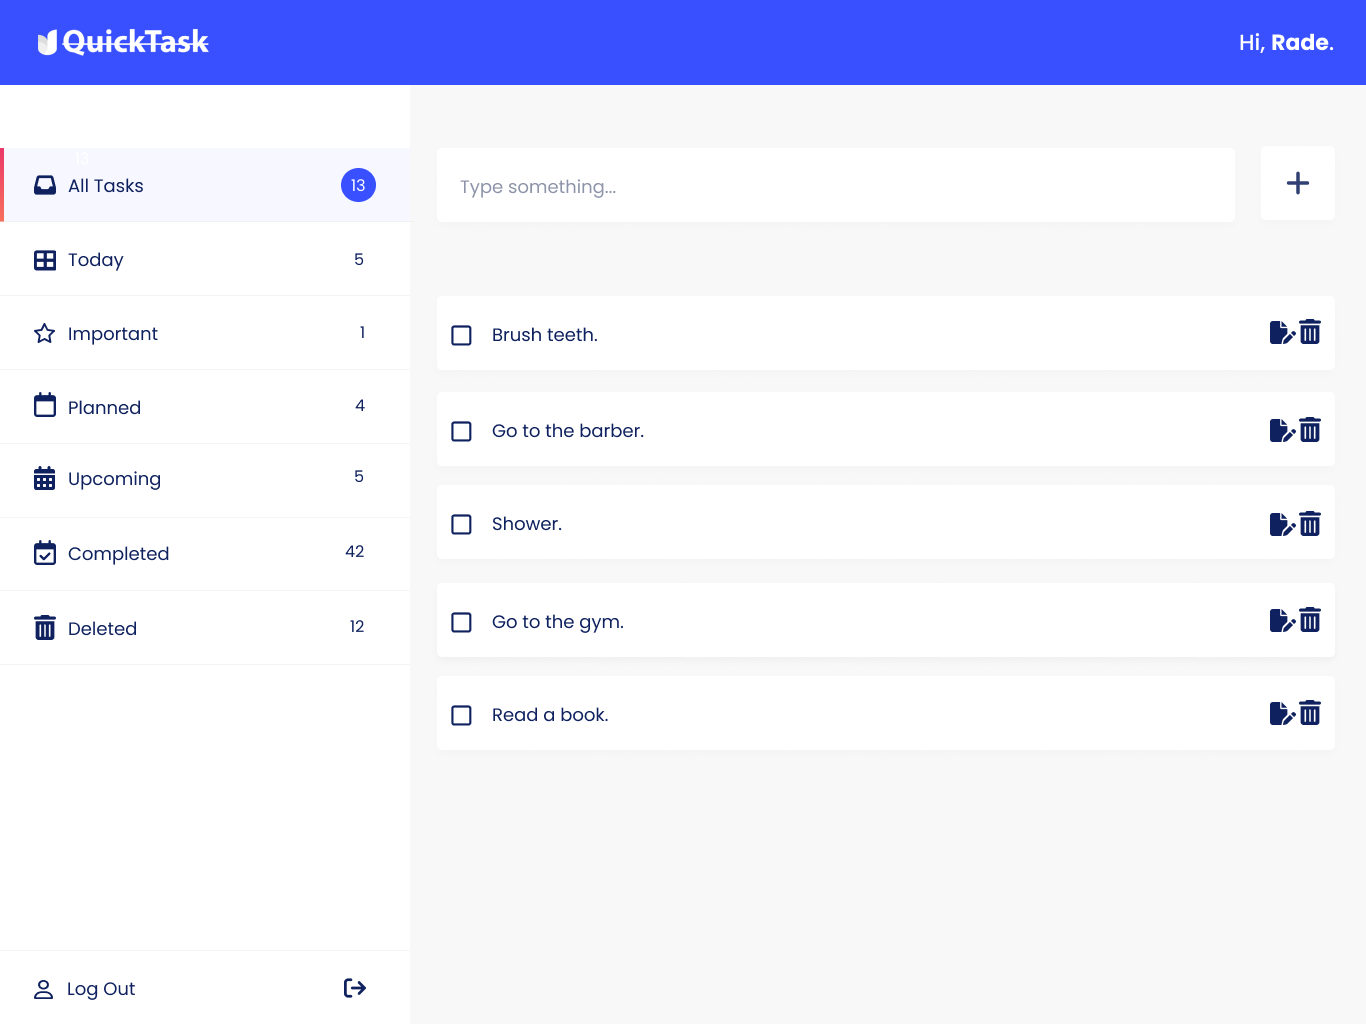 QuickTask
Hi, Rade.
13
All Tasks 13
Type something...
Today 5
Important 1
Planned 4
Upcoming 5
Completed 42
Deleted 12
Brush teeth.
Go to the barber.
Shower.
Go to the gym.
Read a book.
Log Out